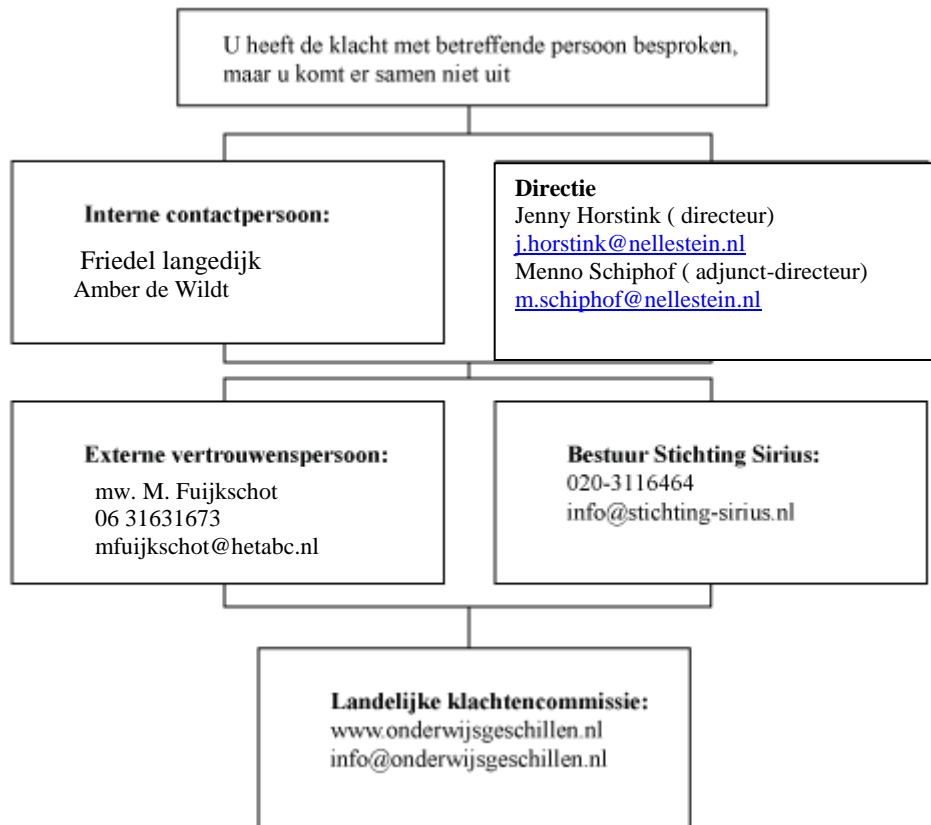 U heeft de klacht met betreffende persoon besproken,
maar u komt er samen niet uit
Interne contactpersoon:
Friedel langedijk
Amber de Wildt
Directie
Jenny Horstink ( directeur)
j.horstink@nellestein.nl
Menno Schiphof ( adjunct-directeur)
m.schiphof@nellestein.nl
Externe vertrouwenspersoon:
mw. M. Fuijkschot
06 31631673
mfuijkschot@hetabc.nl
Bestuur Stichting Sirius:
020-3116464
info@stichting-sirius.nl
Landelijke klachtencommissie:
www.onderwijsgeschillen.nl
info@onderwijsgeschillen.nl